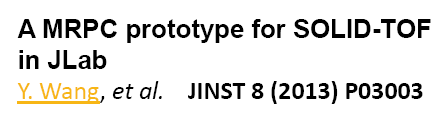 A MRPC prototype for SOLID-TOF
in JLab
Y. Wang, et al. JINST 8 (2013) P03003